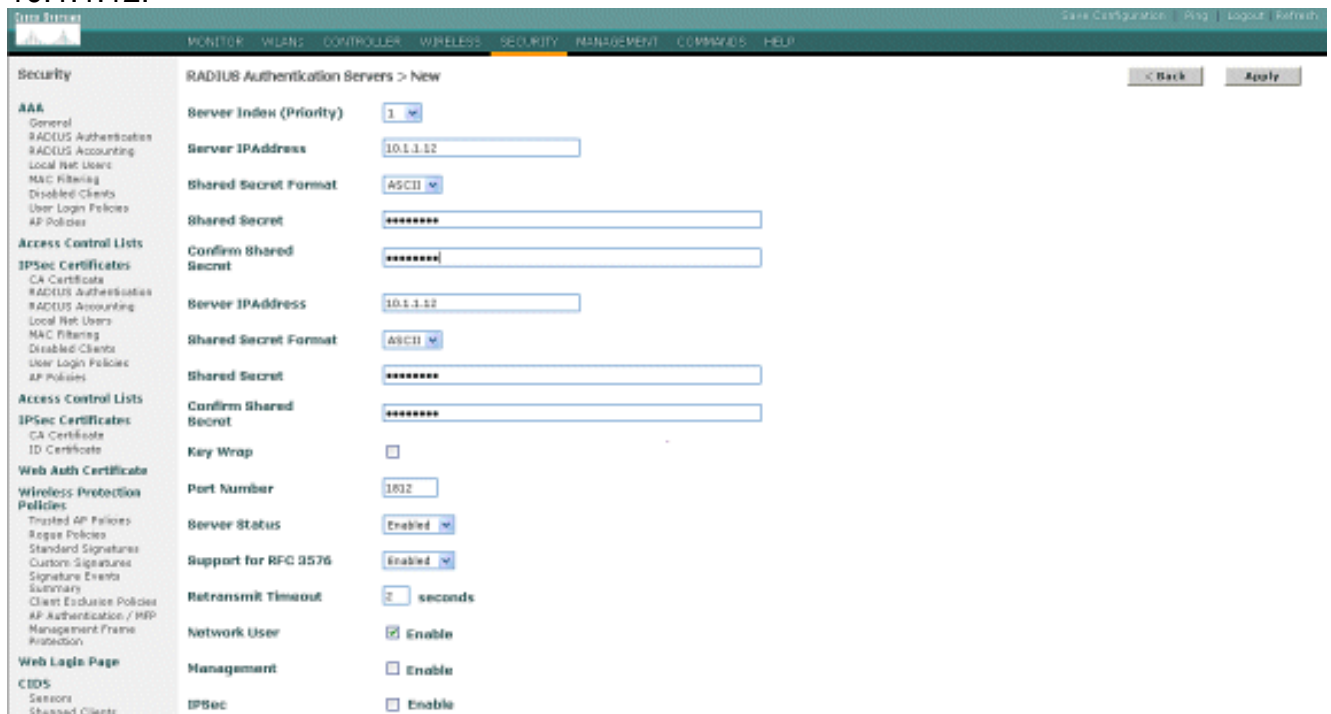 10.1.1.12.
Cisco Systems
Save Configuration | Ping | Logout | Refresh
MONITOR WLANS CONTROLLER WIRELESS SECURITY MANAGEMENT COMMANDS HELP
Security
AAA
General
RADIUS Authentication
RADIUS Accounting
Local Net Users
MAC Filtering
Disabled Clients
User Login Policies
AP Policies
Access Control Lists
IPSec Certificates
CA Certificate
RADIUS Authentication
RADIUS Accounting
Local Net Users
MAC Filtering
Disabled Clients
User Login Policies
AP Policies
Access Control Lists
IPSec Certificates
CA Certificate
ID Certificate
Web Auth Certificate
Wireless Protection
Policies
Trusted AP Policies
Rogue Policies
Standard Signatures
Custom Signatures
Signature Events
Summary
Client Exclusion Policies
AP Authentication / MFP
Management Frame
Protection
Web Login Page
CIDS
Sensors
Shunned Clients
RADIUS Authentication Servers > New
< Back
Apply
Server Index (Priority) 1
Server IPAddress 10.1.1.12
Shared Secret Format ASCII
Shared Secret ••••••••
Confirm Shared
Secret ••••••••
Server IPAddress 10.1.1.12
Shared Secret Format ASCII
Shared Secret ••••••••
Confirm Shared
Secret ••••••••
Key Wrap
Port Number 1812
Server Status Enabled
Support for RFC 3576 Enabled
Retransmit Timeout 2 seconds
Network User Enable
Management Enable
IPSec Enable